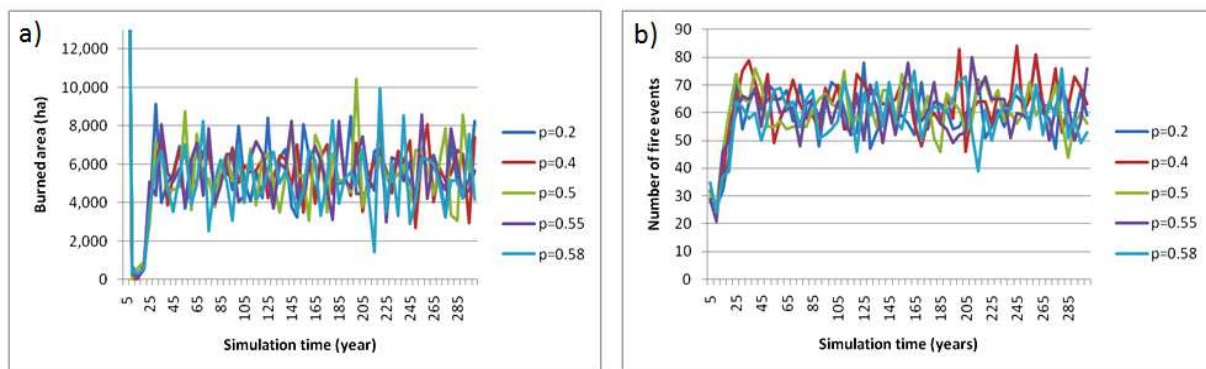 a)
Burned area (ha)
12,000
10,000
8,000
6,000
4,000
2,000
0
5
25
45
65
85
105
125
145
165
185
205
225
245
265
285
Simulation time (year)
p=0.2
p=0.4
p=0.5
p=0.55
p=0.58
b)
Number of fire events
90
80
70
60
50
40
30
20
10
0
5
25
45
65
85
105
125
145
165
185
205
225
245
265
285
Simulation time (years)
p=0.2
p=0.4
p=0.5
p=0.55
p=0.58